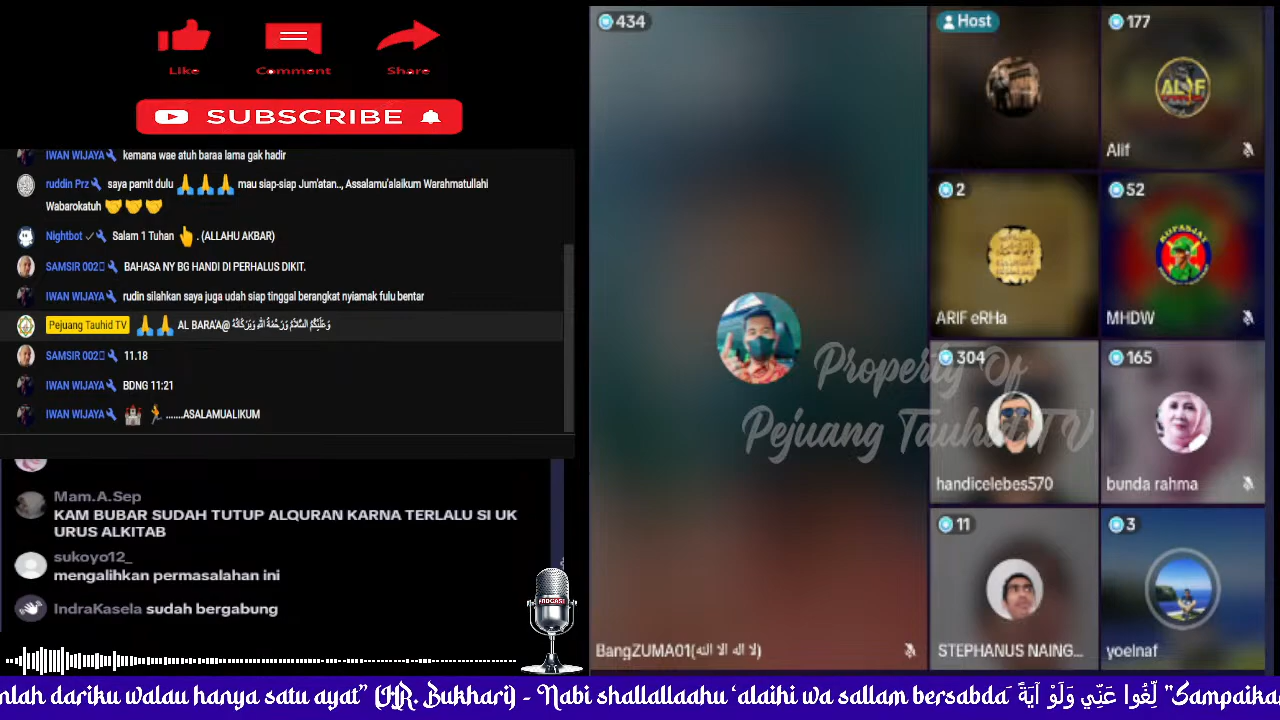 Like
Comment
Share
SUBSCRIBE
IWAN WIJAYA kemana wae atuh baraa lama gak hadir
ruddin Prz saya pamit dulu 🙏🙏🙏 mau siap-siap Jum'atan.., Assalamu'alaikum Warahmatullahi
Wabarokatuh 🤝🤝🤝
Nightbot Salam 1 Tuhan 👆. (ALLAHU AKBAR)
SAMSIR 002 BAHASA NY BG HANDI DI PERHALUS DIKIT.
IWAN WIJAYA rudin silahkan saya juga udah siap tinggal berangkat nyiamak fulu bentar
Pejuang Tauhid TV 🙏🙏 AL BARA'A@ وَعَلَيْكُمُ السَّلَامُ وَرَحْمَةُ اللهِ وَبَرَكَاتُهُ
SAMSIR 002 11.18
IWAN WIJAYA BDNG 11:21
IWAN WIJAYA 🕌 🏃.......ASALAMUALIKUM
Mam.A.Sep
KAM BUBAR SUDAH TUTUP ALQURAN KARNA TERLALU SI UK
URUS ALKITAB
sukoyo12_
mengalihkan permasalahan ini
IndraKasela sudah bergabung
PODCAST
434
BangZUMA01(لا اله الا الله)
Host
177
ALIF
Alif
2
ARIF eRHa
52
MHDW
304
handicelebes570
165
bunda rahma
11
STEPHANUS NAING...
3
yoelnaf
Property Of
Pejuang Tauhid TV
nlah dariku walau hanya satu ayat" (HR. Bukhari) - Nabi shallallaahu 'alaihi wa sallam bersabda لِّغُوا عَنِّي وَلَوْ آيَةً "Sampaika